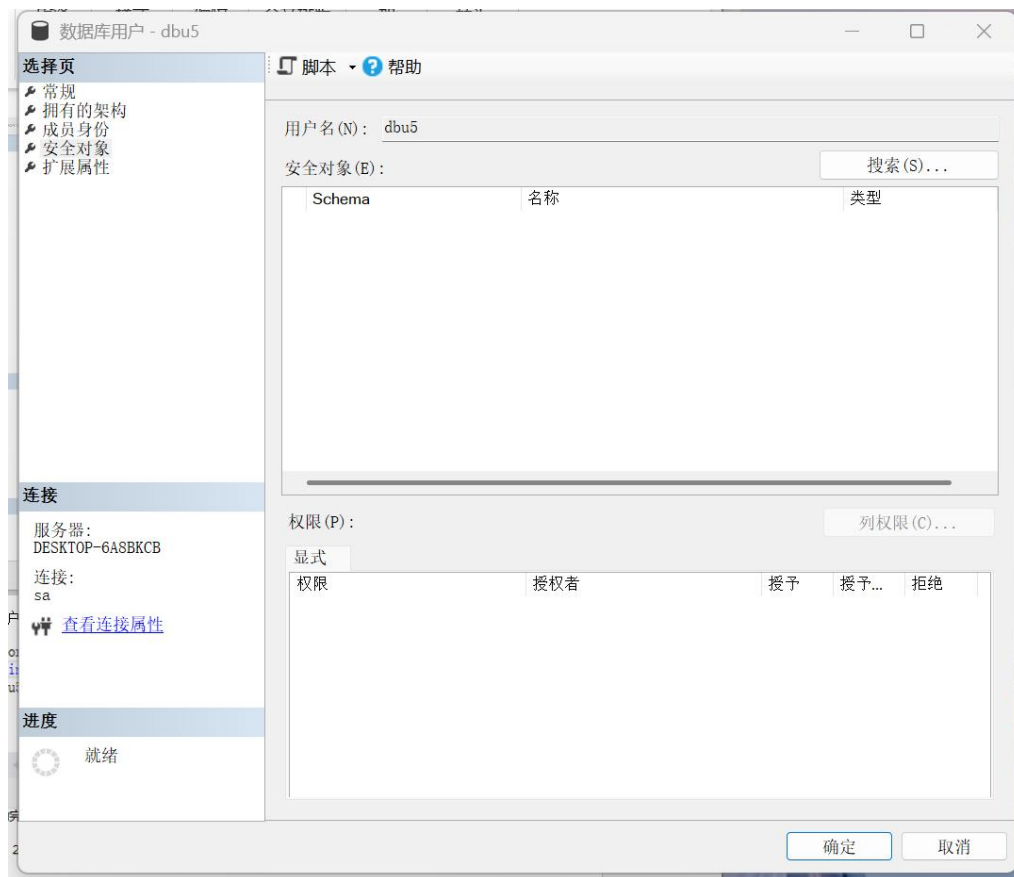 数据库用户 - dbu5
选择页
常规
拥有的架构
成员身份
安全对象
扩展属性
脚本 帮助
用户名(N): dbu5
安全对象(E):
搜索(S)...
Schema 名称 类型
连接
服务器:
DESKTOP-6A8BKCB
连接:
sa
查看连接属性
进度
就绪
权限(P):
列权限(C)...
显式
权限 授权者 授予 授予... 拒绝
确定 取消